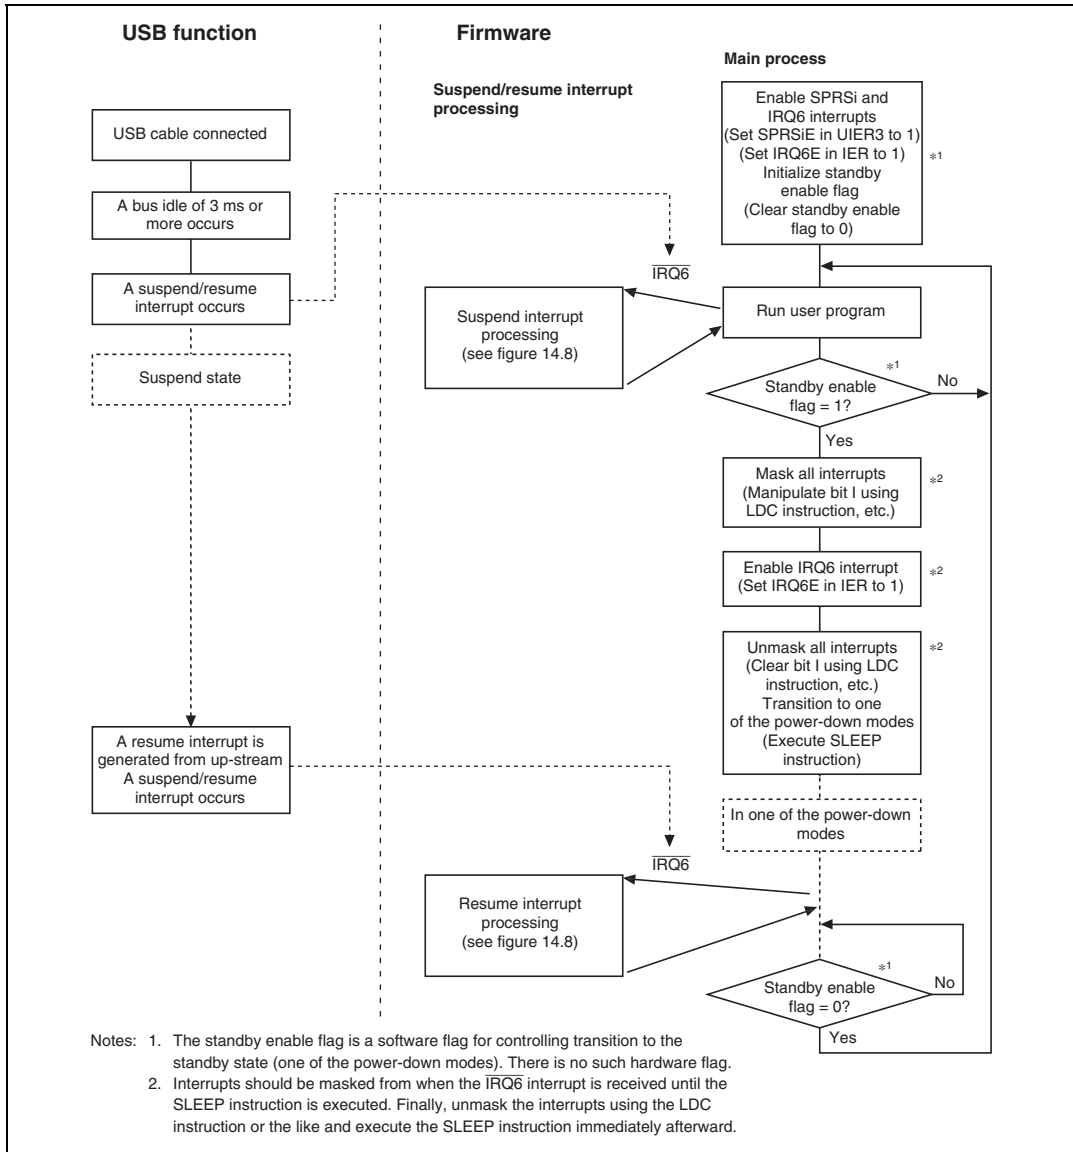 USB function
Firmware
Main process
Suspend/resume interrupt
processing
USB cable connected
A bus idle of 3 ms or
more occurs
A suspend/resume
interrupt occurs
Suspend state
A resume interrupt is
generated from up-stream
A suspend/resume
interrupt occurs
IRQ6
Suspend interrupt
processing
(see figure 14.8)
IRQ6
Resume interrupt
processing
(see figure 14.8)
Enable SPRSi and
IRQ6 interrupts
(Set SPRSiE in UIER3 to 1)
(Set IRQ6E in IER to 1)
Initialize standby
enable flag
(Clear standby enable
flag to 0)
*1
Run user program
*1
Standby enable
flag = 1?
No
Yes
Mask all interrupts
(Manipulate bit I using
LDC instruction, etc.)
*2
Enable IRQ6 interrupt
(Set IRQ6E in IER to 1)
*2
Unmask all interrupts
(Clear bit I using LDC
instruction, etc.)
Transition to one
of the power-down modes
(Execute SLEEP
instruction)
*2
In one of the power-down
modes
*1
Standby enable
flag = 0?
No
Yes
Notes: 1. The standby enable flag is a software flag for controlling transition to the
standby state (one of the power-down modes). There is no such hardware flag.
2. Interrupts should be masked from when the IRQ6 interrupt is received until the
SLEEP instruction is executed. Finally, unmask the interrupts using the LDC
instruction or the like and execute the SLEEP instruction immediately afterward.